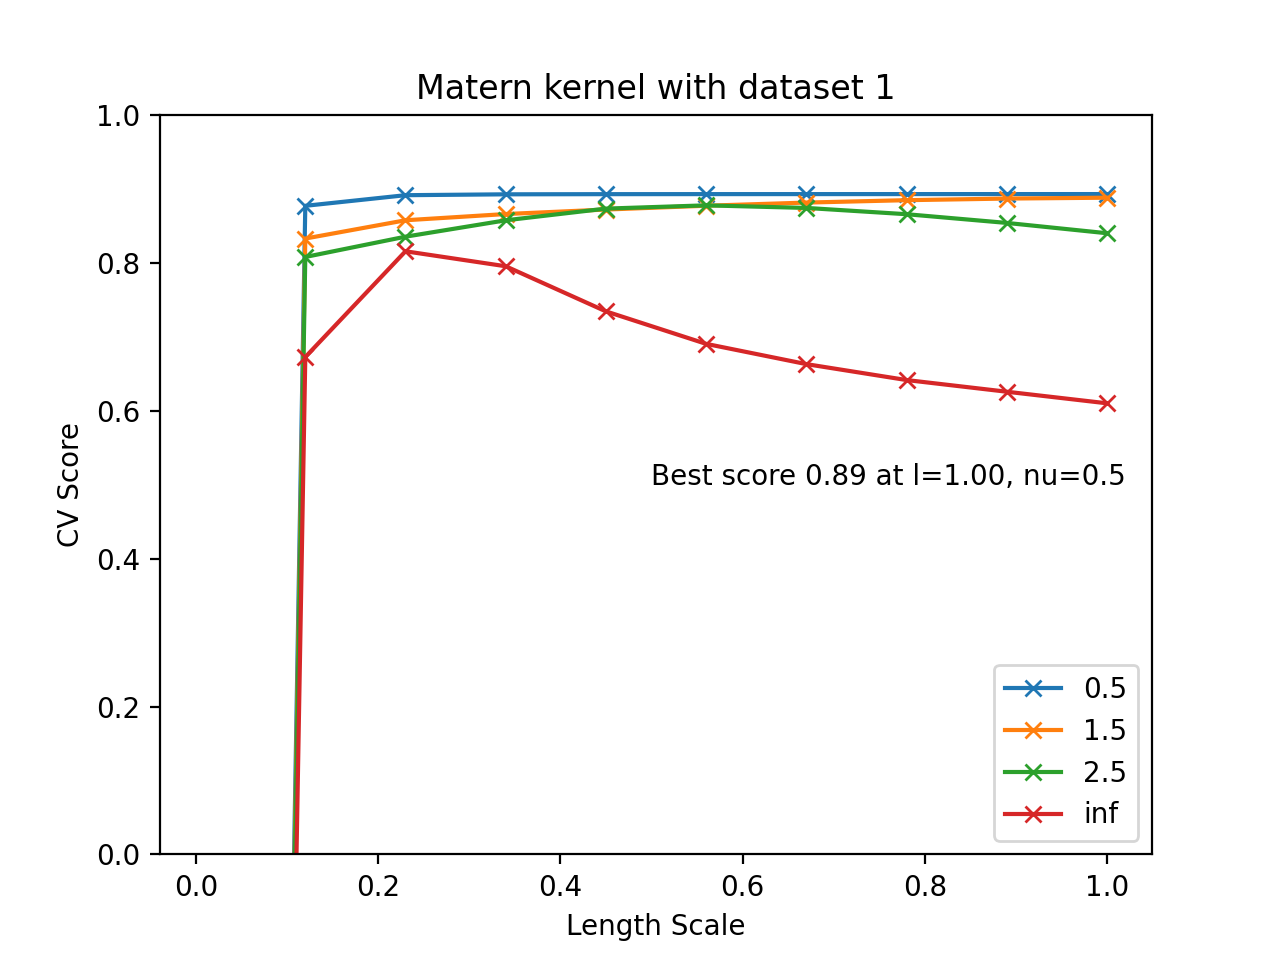 Matern kernel with dataset 1
1.0
0.8
0.6
0.4
0.2
0.0
CV Score
Best score 0.89 at l=1.00, nu=0.5
0.5
1.5
2.5
inf
0.0 0.2 0.4 0.6 0.8 1.0
Length Scale